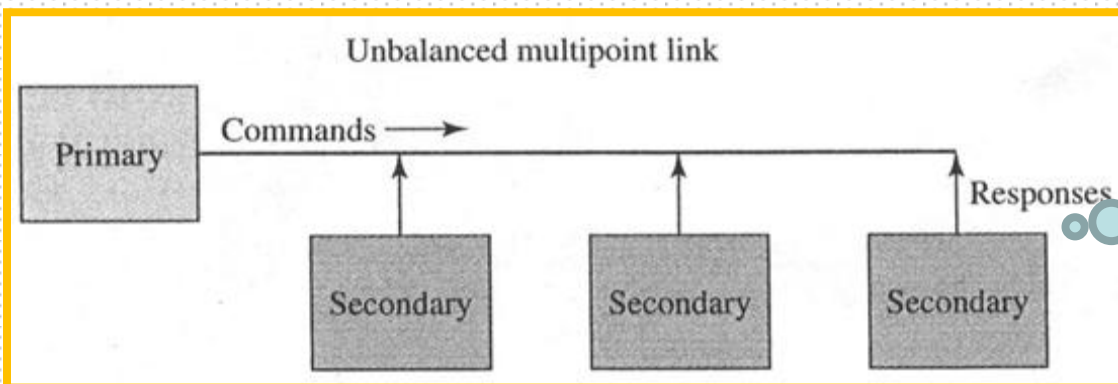 Unbalanced multipoint link
Commands
Primary
Responses
Secondary
Secondary
Secondary